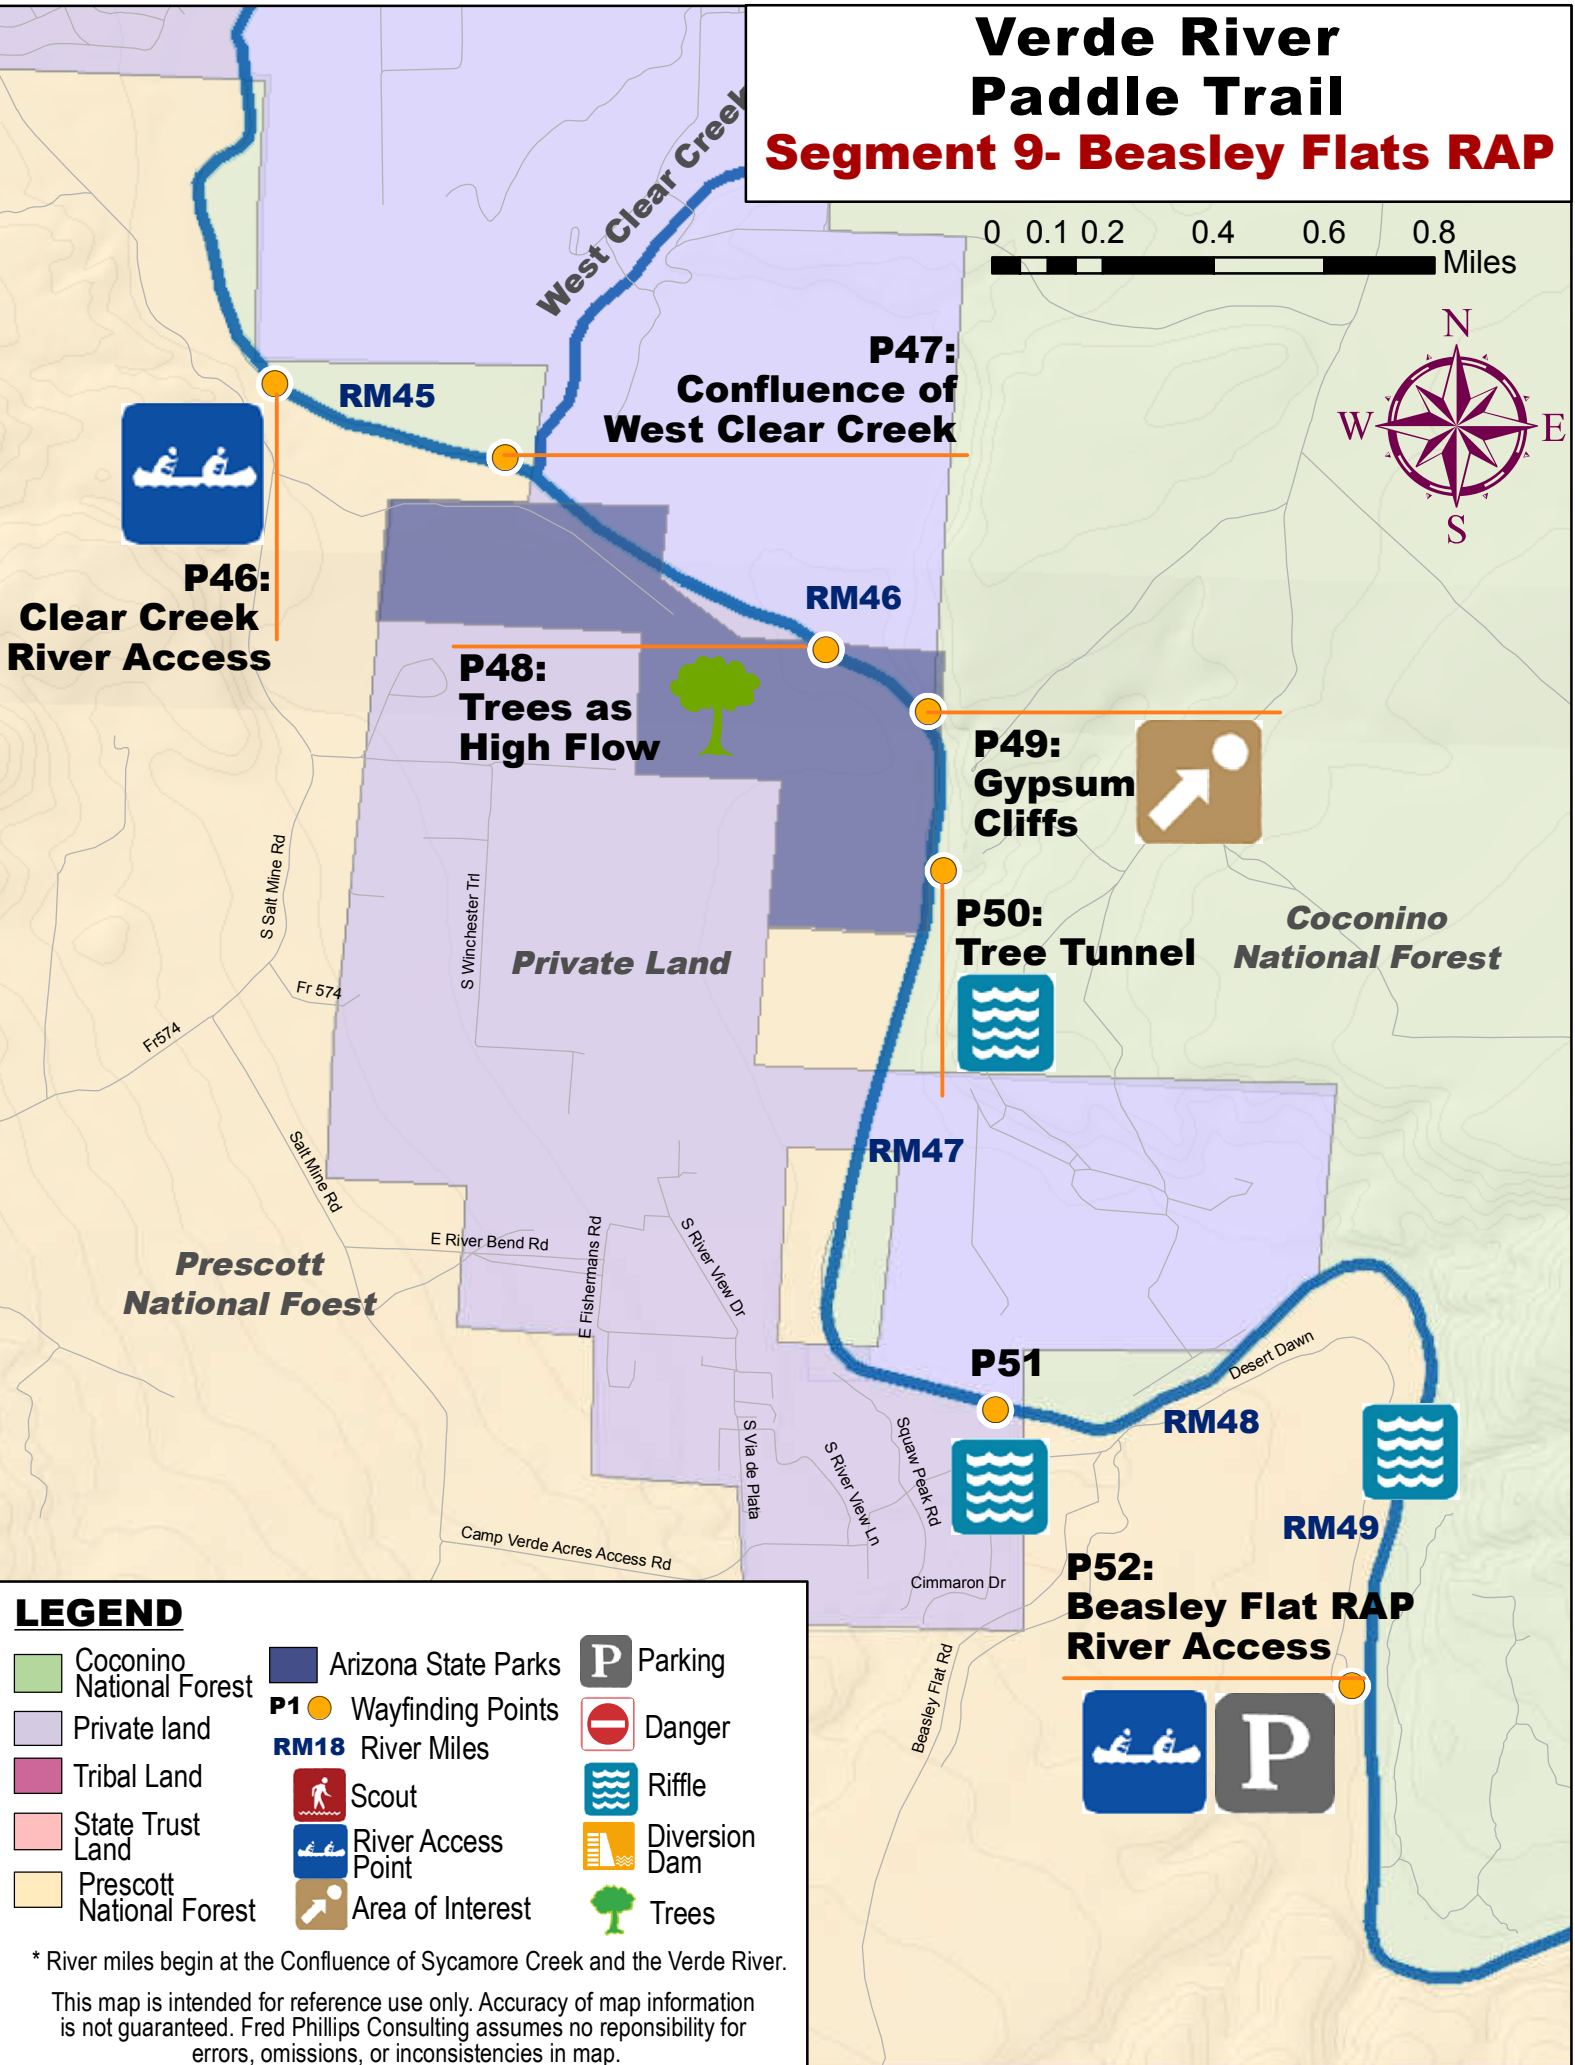 Verde River
Paddle Trail
Segment 9- Beasley Flats RAP
0 0.1 0.2 0.4 0.6 0.8
Miles
N
W
E
S
West Clear Creek
P47:
Confluence of
West Clear Creek
RM45
P46:
Clear Creek
River Access
RM46
P48:
Trees as
High Flow
P49:
Gypsum
Cliffs
P50:
Tree Tunnel
Coconino
National Forest
Private Land
S Salt Mine Rd
S Winchester Trl
Fr 574
Fr574
Salt Mine Rd
RM47
E River Bend Rd
E Fishermans Rd
S River View Dr
Prescott
National Foest
P51
Desert Dawn
RM48
S Via de Plata
S River View Ln
Squaw Peak Rd
RM49
Camp Verde Acres Access Rd
Cimmaron Dr
P52:
Beasley Flat RAP
River Access
Beasley Flat Rd
P
LEGEND
Coconino
National Forest
Private land
Tribal Land
State Trust
Land
Prescott
National Forest
Arizona State Parks
P1 Wayfinding Points
RM18 River Miles
Scout
River Access
Point
Area of Interest
P Parking
Danger
Riffle
Diversion
Dam
Trees
* River miles begin at the Confluence of Sycamore Creek and the Verde River.
This map is intended for reference use only. Accuracy of map information
is not guaranteed. Fred Phillips Consulting assumes no reponsibility for
errors, omissions, or inconsistencies in map.